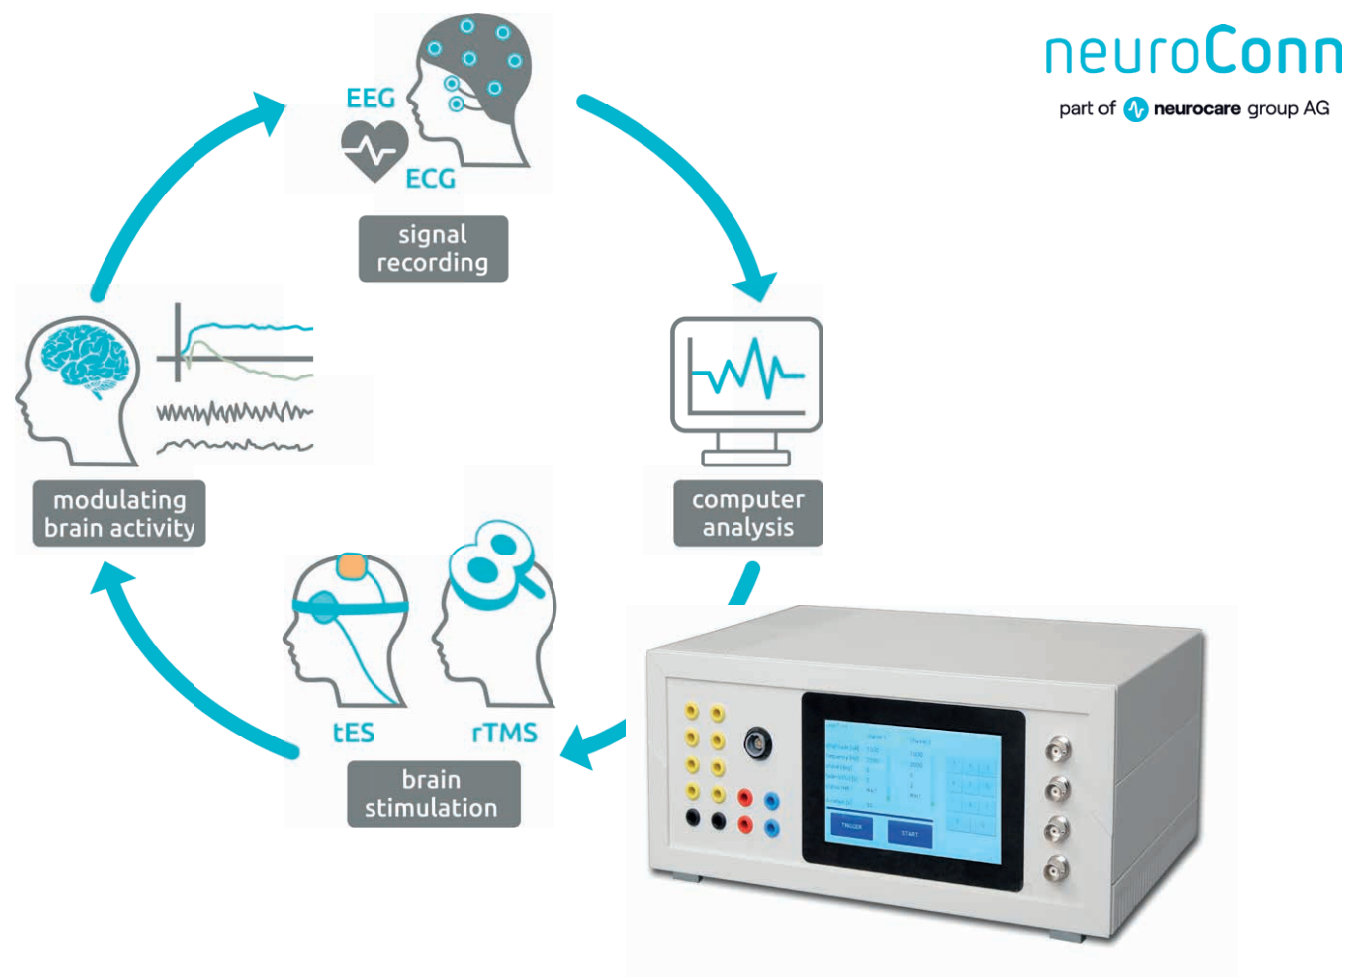 neuroConn
part of neurocare group AG
EEG
ECG
signal
recording
modulating
brain activity
computer
analysis
tES
rTMS
brain
stimulation
TRIGGER
START